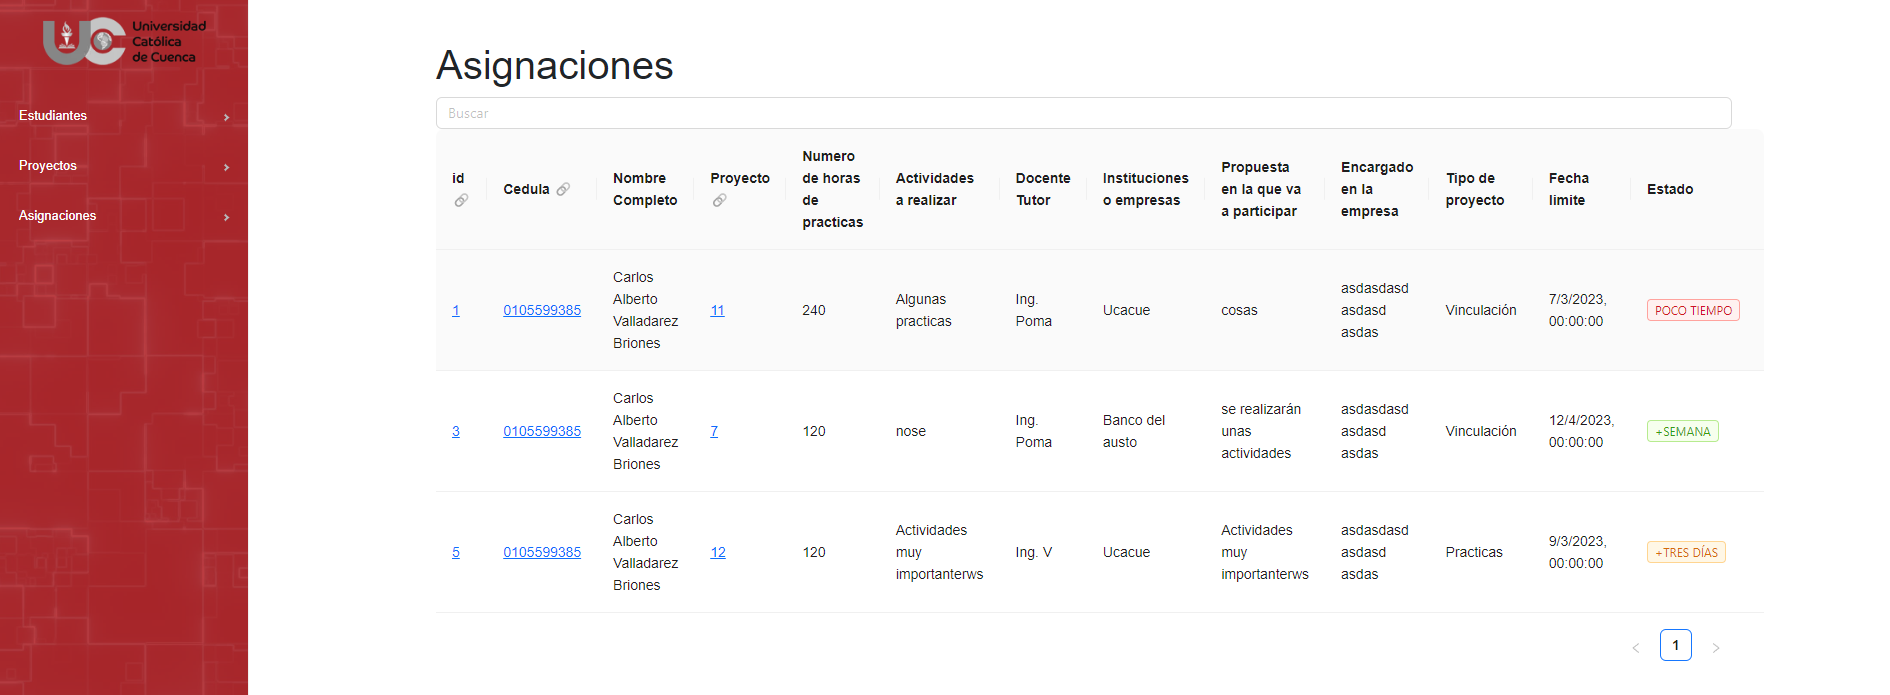 Universidad
Católica
de Cuenca
UC
Estudiantes
Proyectos
Asignaciones
Asignaciones
Buscar
id
Cedula
Nombre
Completo
Proyecto
Numero
de horas
de
practicas
Actividades
a realizar
Docente
Tutor
Instituciones
o empresas
Propuesta
en la que va
a participar
Encargado
en la
empresa
Tipo de
proyecto
Fecha
limite
Estado
1
0105599385
Carlos
Alberto
Valladarez
Briones
11
240
Algunas
practicas
Ing.
Poma
Ucacue
cosas
asdasdasd
asdasd
asdas
Vinculación
7/3/2023,
00:00:00
POCO TIEMPO
3
0105599385
Carlos
Alberto
Valladarez
Briones
7
120
nose
Ing.
Poma
Banco del
austo
se realizarán
unas
actividades
asdasdasd
asdasd
asdas
Vinculación
12/4/2023,
00:00:00
+SEMANA
5
0105599385
Carlos
Alberto
Valladarez
Briones
12
120
Actividades
muy
importanterws
Ing. V
Ucacue
Actividades
muy
importanterws
asdasdasd
asdasd
asdas
Practicas
9/3/2023,
00:00:00
+TRES DÍAS
1